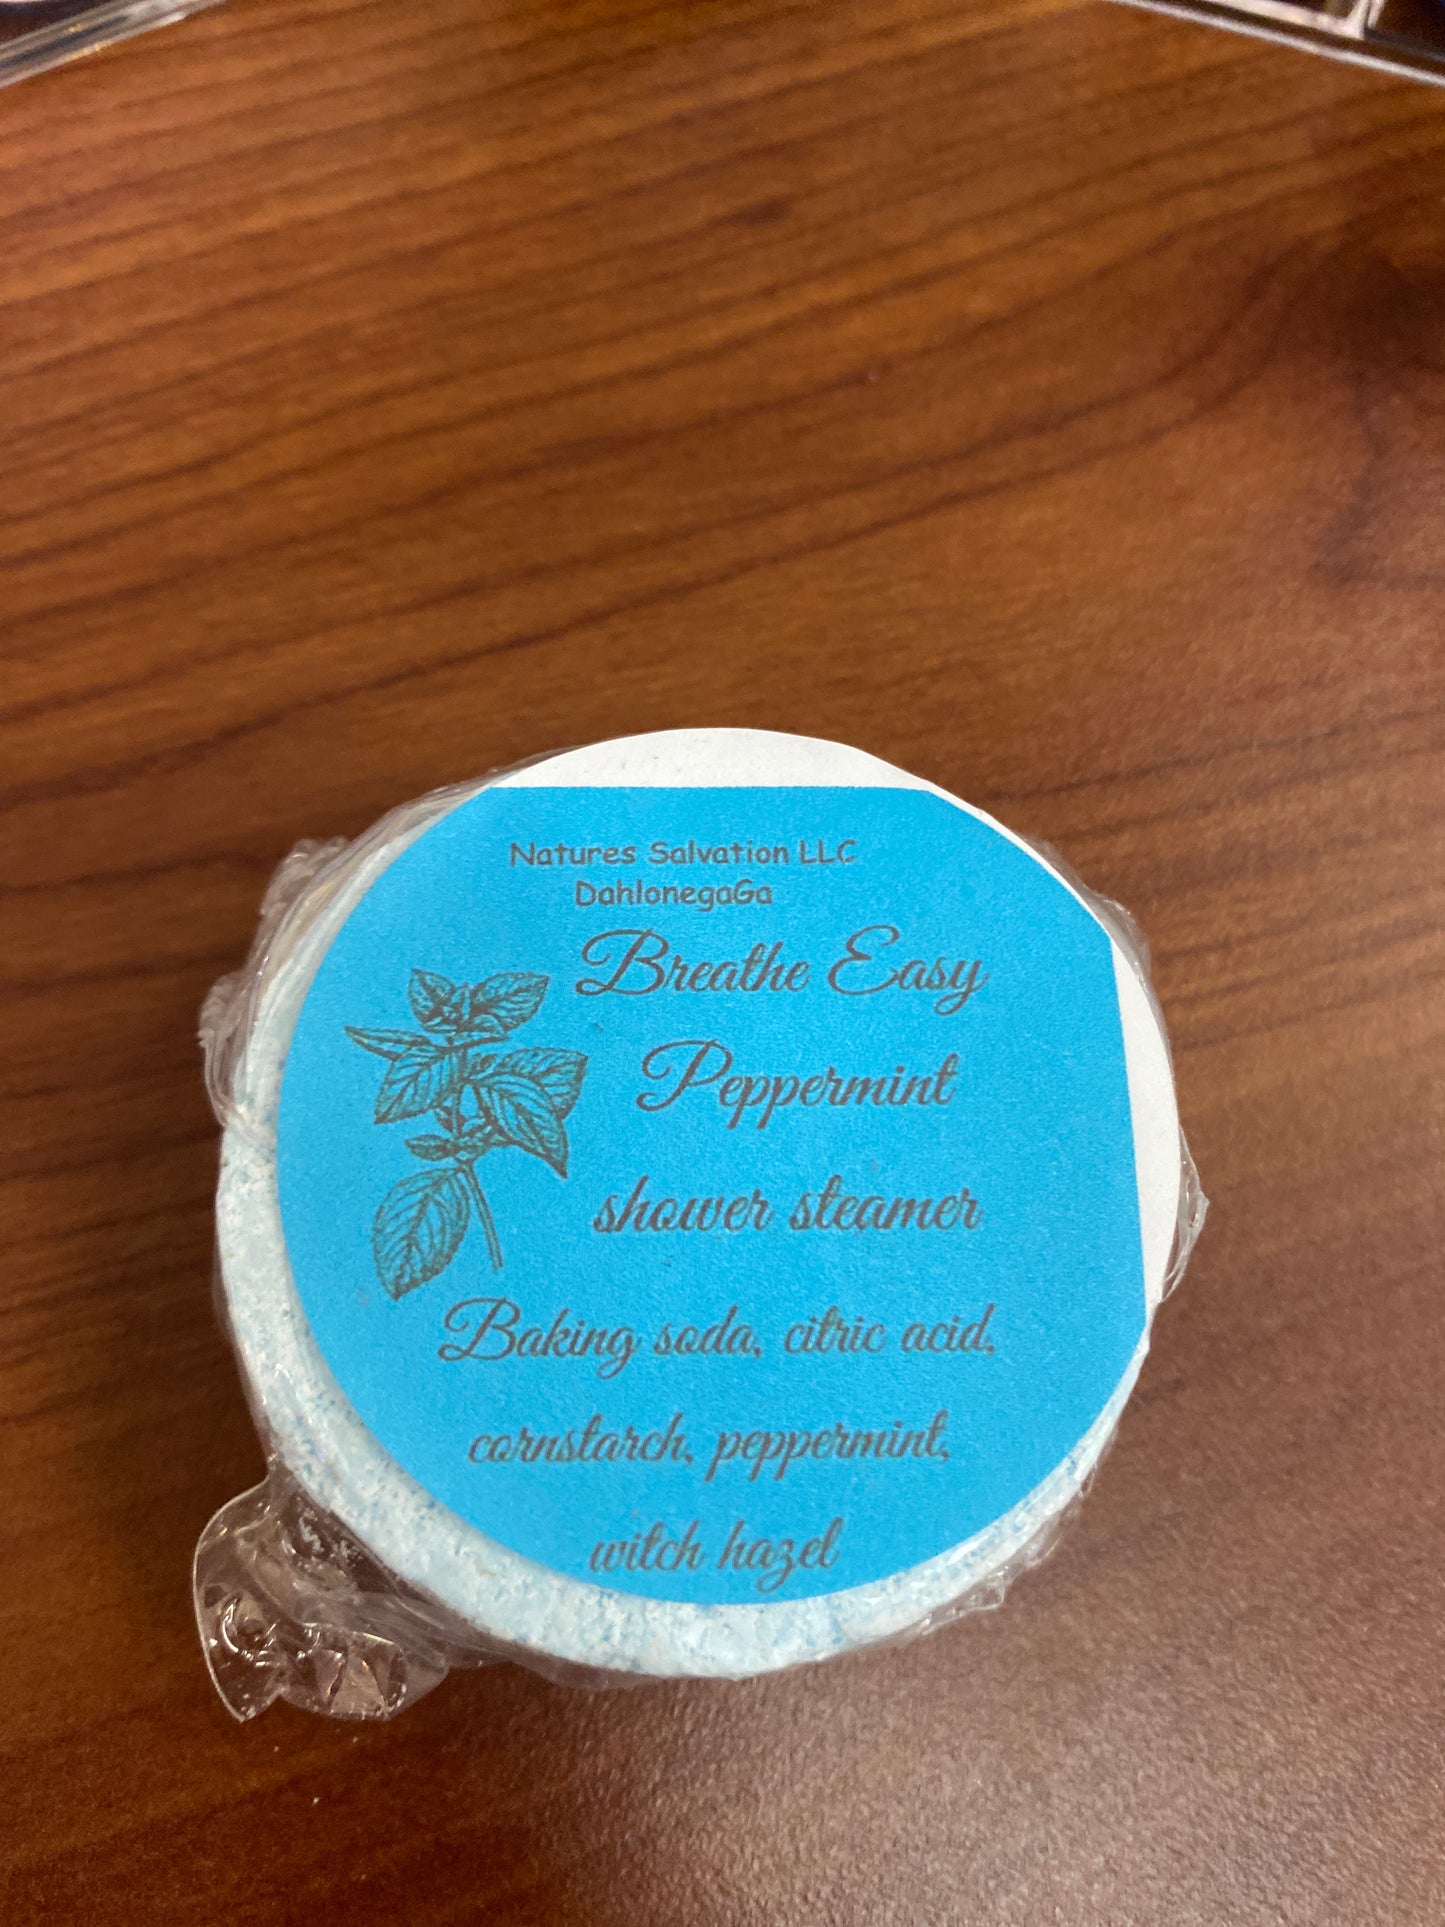 Natures Salvation LLC
DahlonegaGa
Breathe Easy
Peppermint
shower steamer
Baking soda, citric acid,
cornstarch, peppermint,
witch hazel